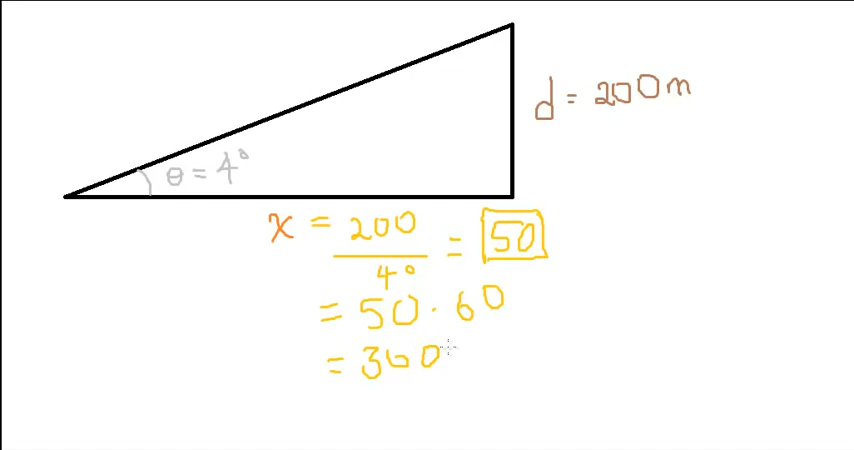 d = 200m
θ = 4°
x = 200/4° = 50
= 50 · 60
= 300